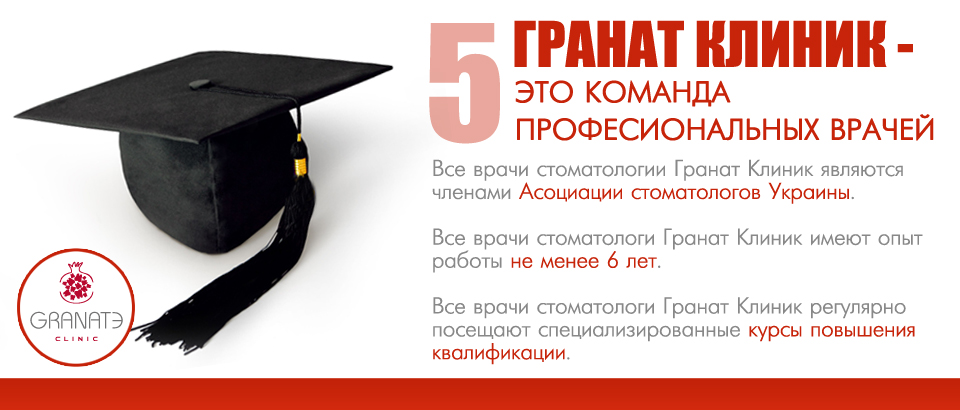 5
ГРАНАТ КЛИНИК -
ЭТО КОМАНДА
ПРОФЕСИОНАЛЬНЫХ ВРАЧЕЙ
Все врачи стоматологии Гранат Клиник являются
членами Асоциации стоматологов Украины.
Все врачи стоматологи Гранат Клиник имеют опыт
работы не менее 6 лет.
Все врачи стоматологи Гранат Клиник регулярно
посещают специализированные курсы повышения
квалификации.
GRANATЭ
CLINIC